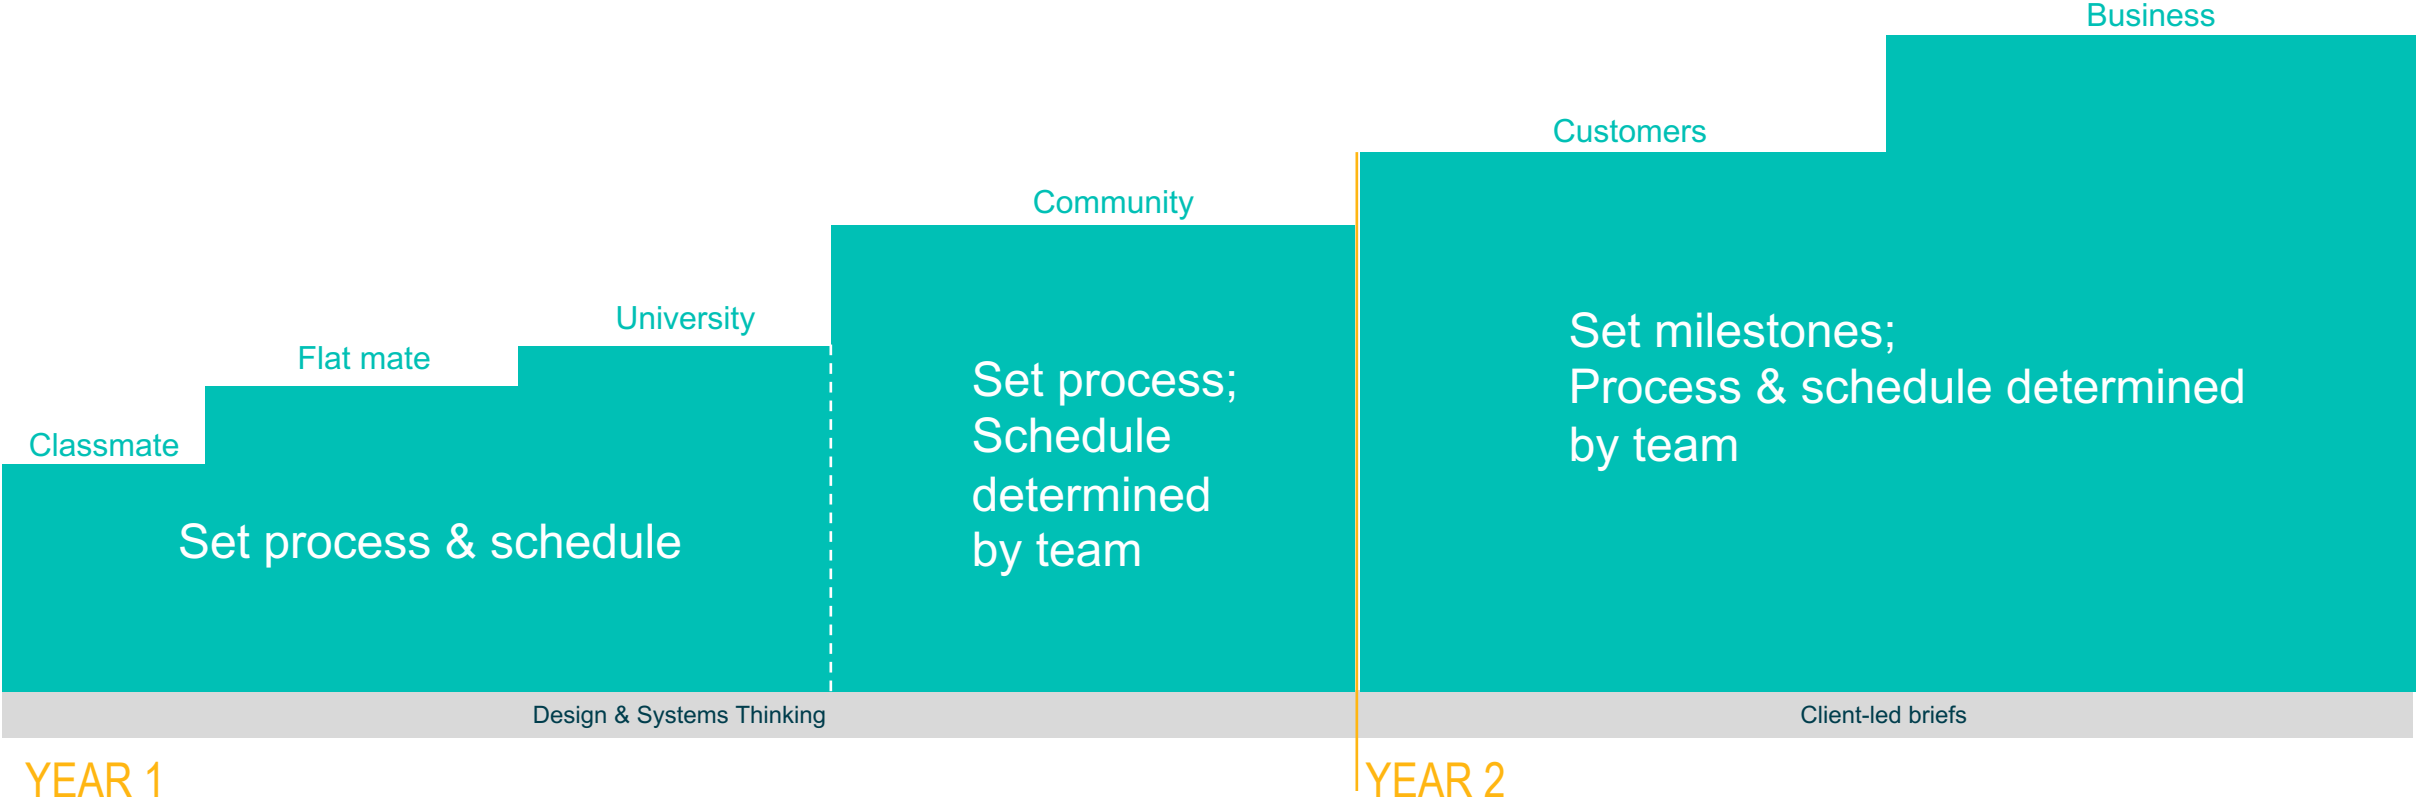 Business
Customers
Community
University
Flat mate
Classmate
Set process & schedule
Set process;
Schedule
determined
by team
Set milestones;
Process & schedule determined
by team
Design & Systems Thinking
Client-led briefs
YEAR 1
YEAR 2